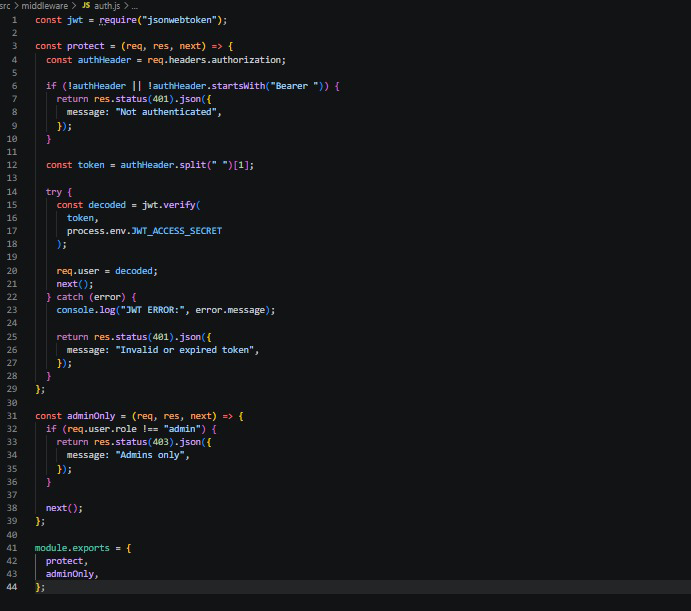 src > middleware > JS auth.js > ...
1 const jwt = require("jsonwebtoken");
2
3 const protect = (req, res, next) => {
4   const authHeader = req.headers.authorization;
5
6   if (!authHeader || !authHeader.startsWith("Bearer ")) {
7     return res.status(401).json({
8       message: "Not authenticated",
9     });
10   }
11
12   const token = authHeader.split(" ")[1];
13
14   try {
15     const decoded = jwt.verify(
16       token,
17       process.env.JWT_ACCESS_SECRET
18     );
19
20     req.user = decoded;
21     next();
22   } catch (error) {
23     console.log("JWT ERROR:", error.message);
24
25     return res.status(401).json({
26       message: "Invalid or expired token",
27     });
28   }
29 };
30
31 const adminOnly = (req, res, next) => {
32   if (req.user.role !== "admin") {
33     return res.status(403).json({
34       message: "Admins only",
35     });
36   }
37
38   next();
39 };
40
41 module.exports = {
42   protect,
43   adminOnly,
44 };